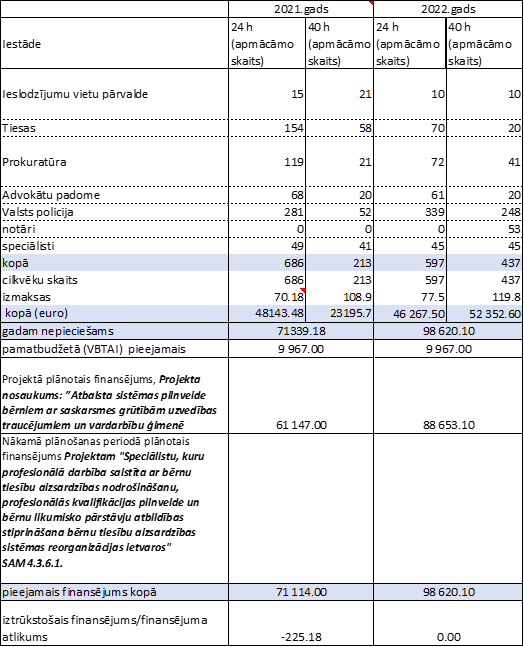 2021.gads 2022.gads
Iestāde 24 h (apmācāmo skaits) 40 h (apmācāmo skaits) 24 h (apmācāmo skaits) 40 h (apmācāmo skaits)
Ieslodzījumu vietu pārvalde 15 21 10 10
Tiesas 154 58 70 20
Prokuratūra 119 21 72 41
Advokātu padome 68 20 61 20
Valsts policija 281 52 339 248
notāri 0 0 0 53
speciālisti 49 41 45 45
kopā 686 213 597 437
cilkvēku skaits 686 213 597 437
izmaksas 70.18 108.9 77.5 119.8
kopā (euro) 48143.48 23195.7 46 267.50 52 352.60
gadam nepieciešams 71339.18 98 620.10
pamatbudžetā (VBTAI) pieejamais 9 967.00 9 967.00
Projektā plānotais finansējums, Projekta
nosaukums: "Atbalsta sistēmas pilnveide
bērniem ar saskarsmes grūtībām uzvedības
traucējumiem un vardarbību ģimenē 61 147.00 88 653.10
Nākamā plānošanas periodā plānotais
finansējums Projektam "Speciālistu, kuru
profesionālā darbība saistīta ar bērnu
tiesību aizsardzības nodrošināšanu,
profesionālās kvalifikācijas pilnveide un
bērnu likumisko pārstāvju atbildības
stiprināšana bērnu tiesību aizsardzības
sistēmas reorganizācijas ietvaros"
SAM 4.3.6.1.
pieejamais finansējums kopā 71 114.00 98 620.10
iztrūkstošais finansējums/finansējuma
atlikums -225.18 0.00